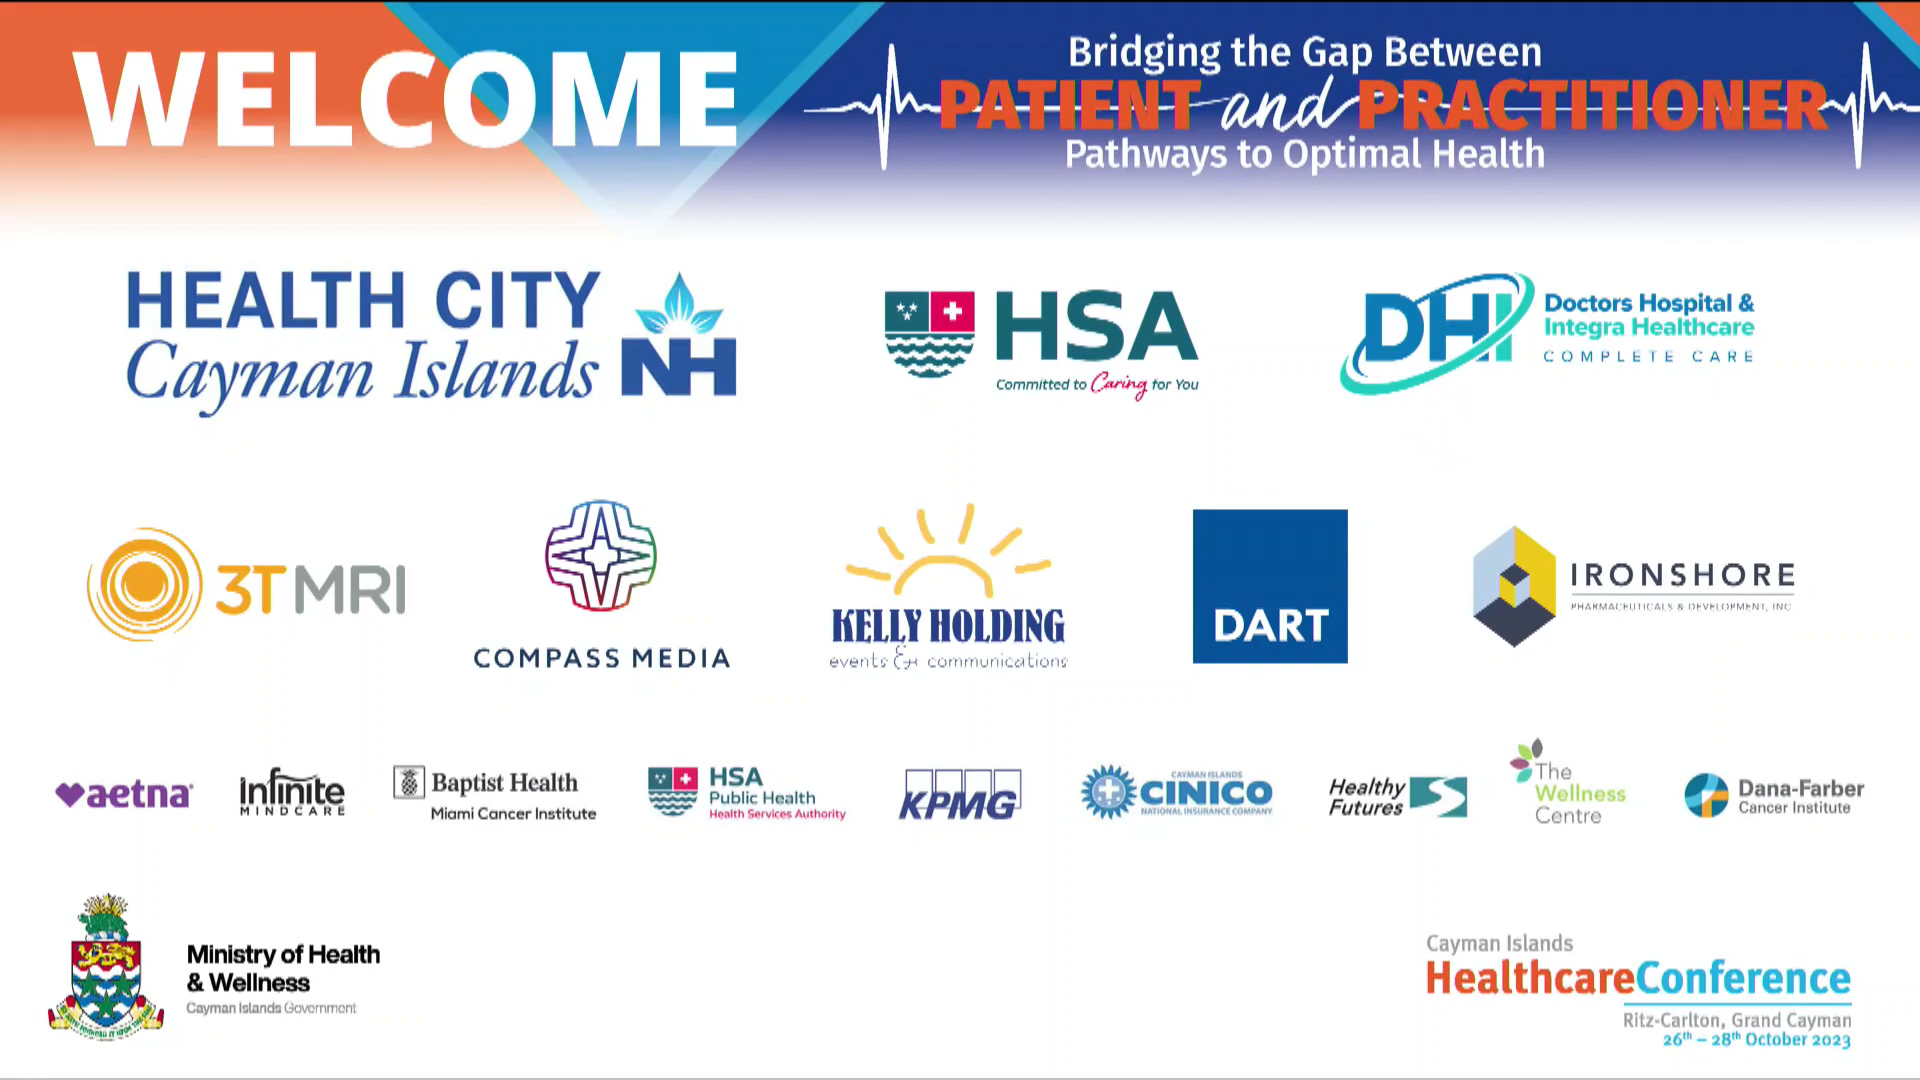 WELCOME
Bridging the Gap Between
PATIENT and PRACTITIONER
Pathways to Optimal Health
HEALTH CITY
Cayman Islands
NH
HSA
Committed to Caring for You
DHI
Doctors Hospital &
Integra Healthcare
COMPLETE CARE
3TMRI
COMPASS MEDIA
KELLY HOLDING
events & communications
DART
IRONSHORE
PHARMACEUTICALS & DEVELOPMENT, INC
aetna
infinite
MINDCARE
Baptist Health
Miami Cancer Institute
HSA
Public Health
Health Services Authority
KPMG
CAYMAN ISLANDS
CINICO
NATIONAL INSURANCE COMPANY
Healthy
Futures
The
Wellness
Centre
Dana-Farber
Cancer Institute
Ministry of Health
& Wellness
Cayman Islands Government
Cayman Islands
HealthcareConference
Ritz-Carlton, Grand Cayman
26th – 28th October 2023